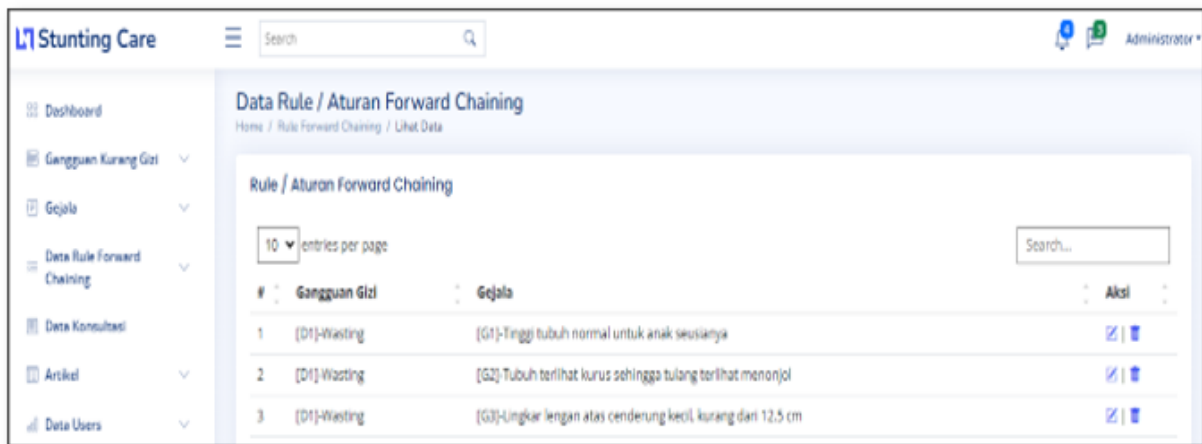 Stunting Care
Search
4
3
Administrator
Data Rule / Aturan Forward Chaining
Home / Rule Forward Chaining / Lihat Data
Dashboard
Gangguan Kurang Gizi
Gejala
Data Rule Forward
Chaining
Data Konsultasi
Artikel
Data Users
Rule / Aturan Forward Chaining
10 entries per page
Search...
# Gangguan Gizi Gejala Aksi
1 [D1]-Wasting [G1]-Tinggi tubuh normal untuk anak seusianya |
2 [D1]-Wasting [G2]-Tubuh terlihat kurus sehingga tulang terlihat menonjol |
3 [D1]-Wasting [G3]-Lingkar lengan atas cenderung kecil, kurang dari 12.5 cm |